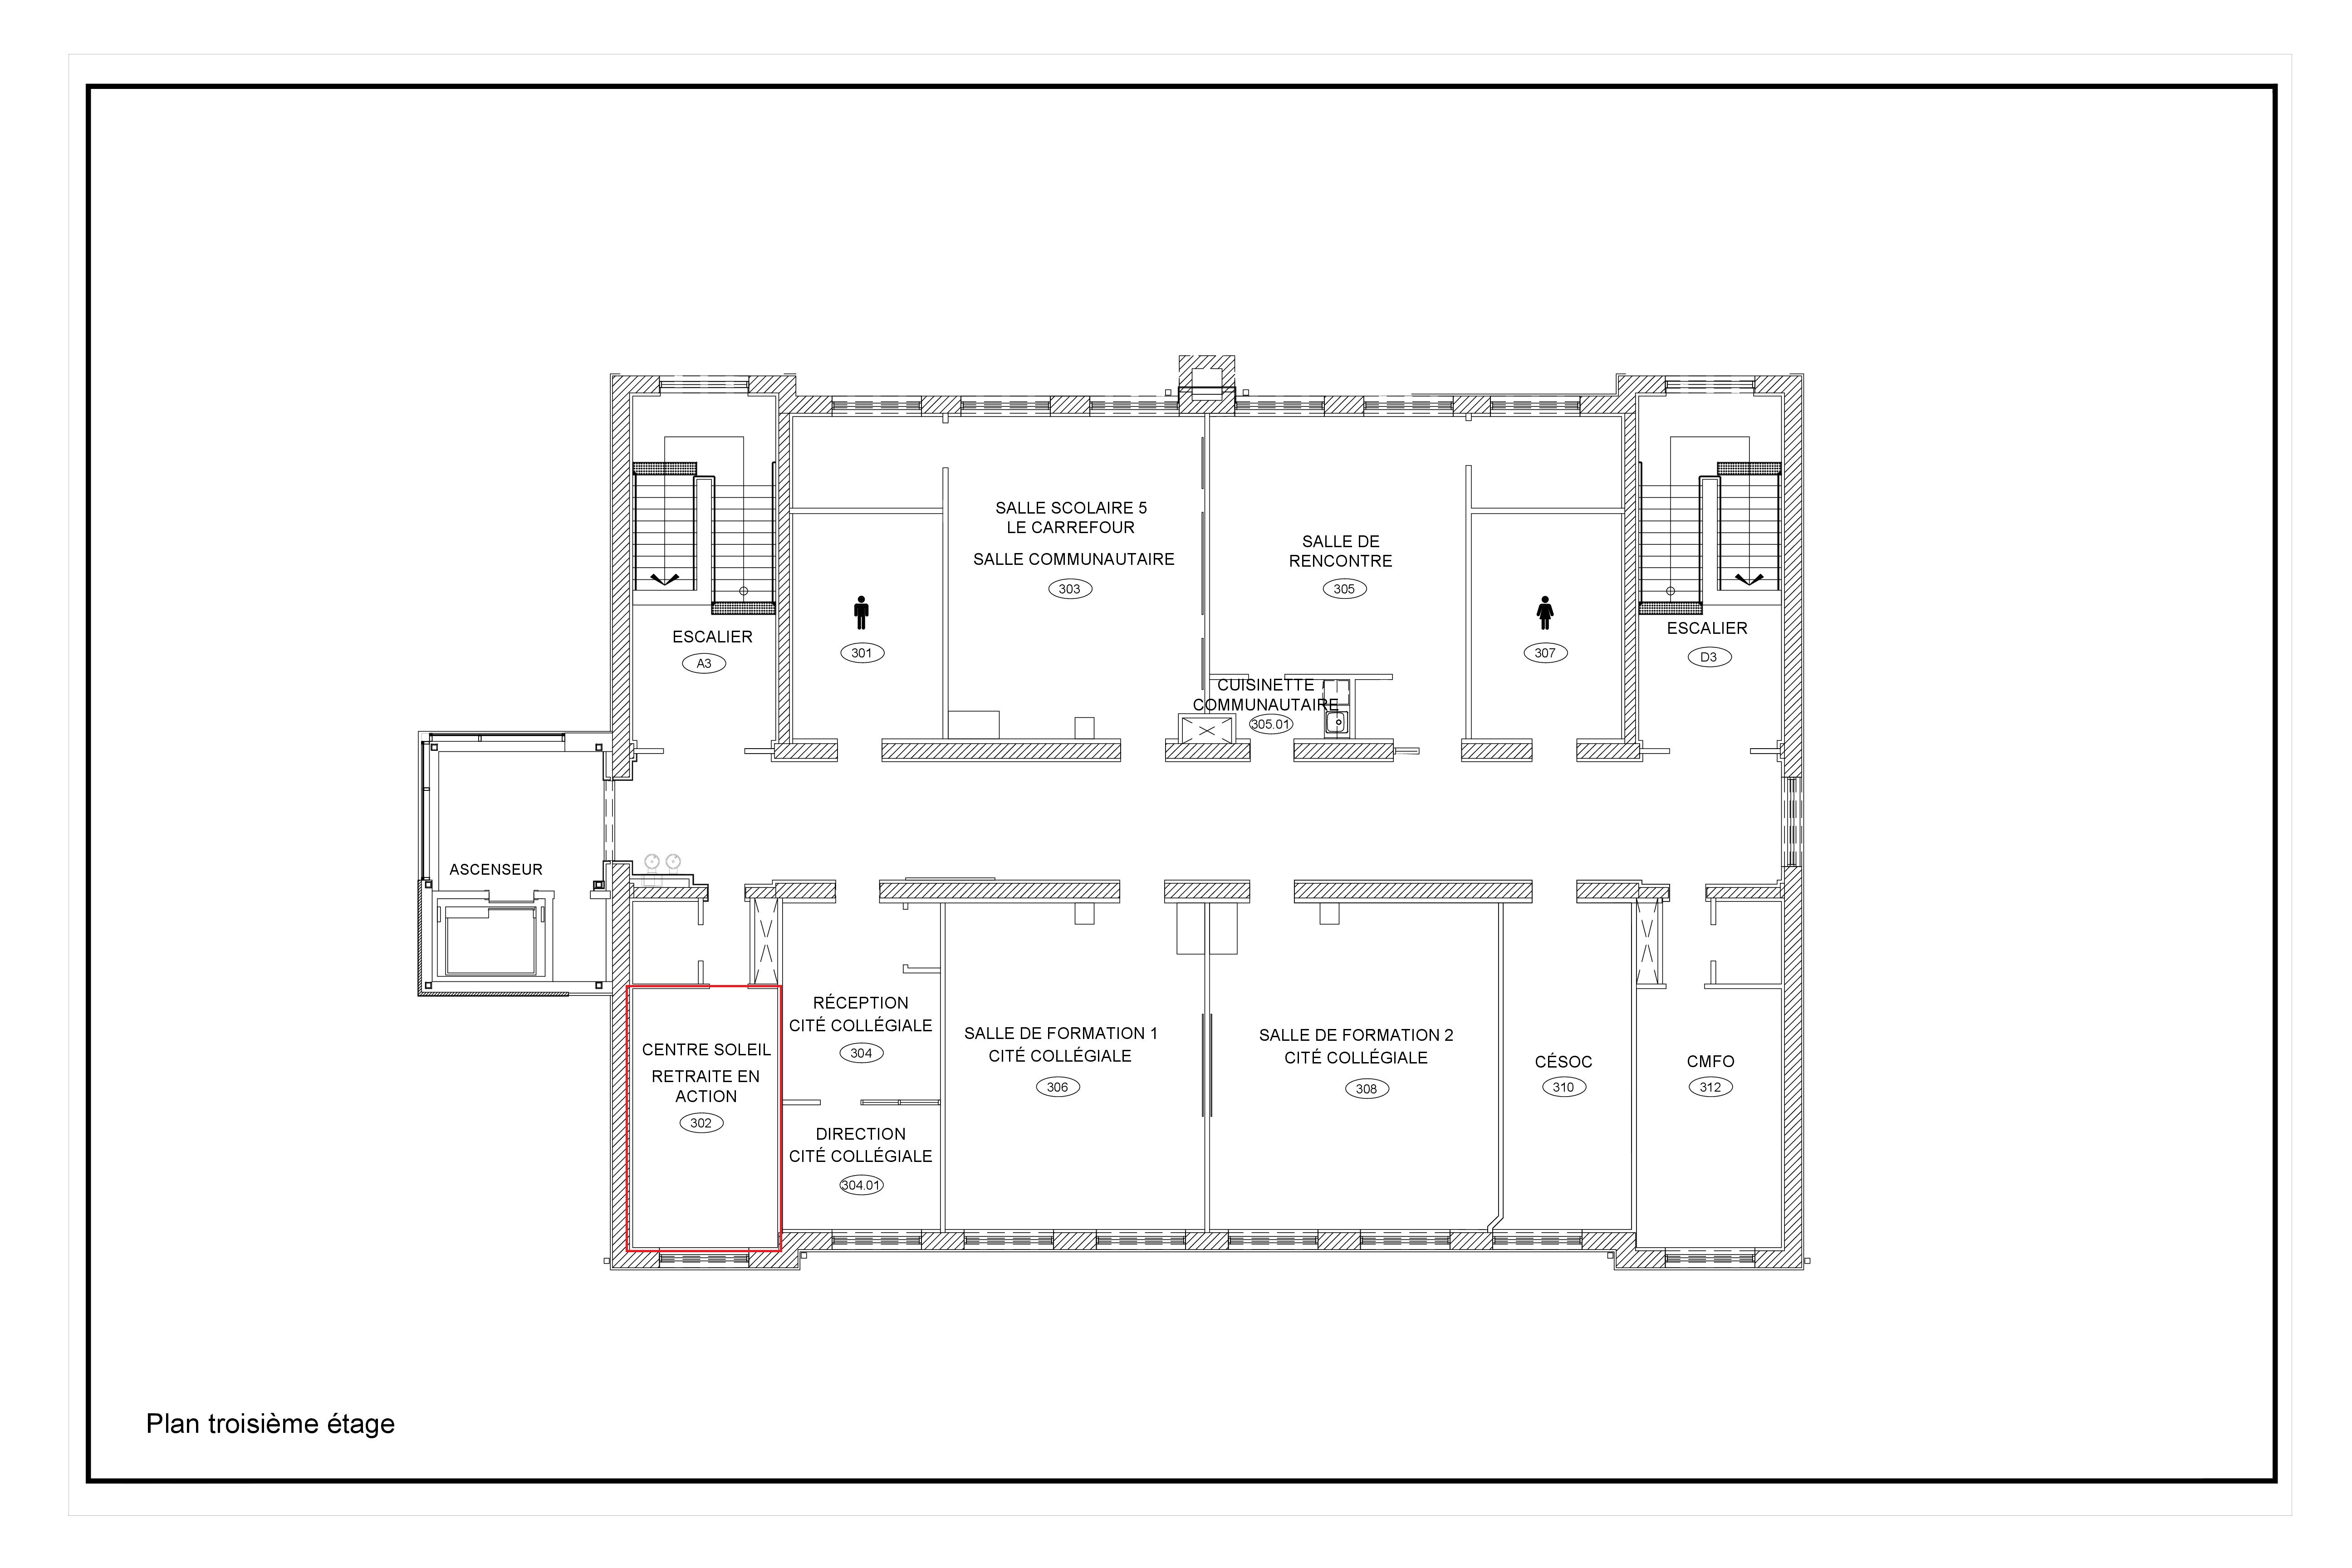 SALLE SCOLAIRE 5
LE CARREFOUR
SALLE COMMUNAUTAIRE
303
SALLE DE
RENCONTRE
305
ESCALIER
A3
301
307
ESCALIER
D3
CUISINETTE
COMMUNAUTAIRE
305.01
ASCENSEUR
CENTRE SOLEIL
RETRAITE EN
ACTION
302
RÉCEPTION
CITÉ COLLÉGIALE
304
DIRECTION
CITÉ COLLÉGIALE
304.01
SALLE DE FORMATION 1
CITÉ COLLÉGIALE
306
SALLE DE FORMATION 2
CITÉ COLLÉGIALE
308
CÉSOC
310
CMFO
312
Plan troisième étage